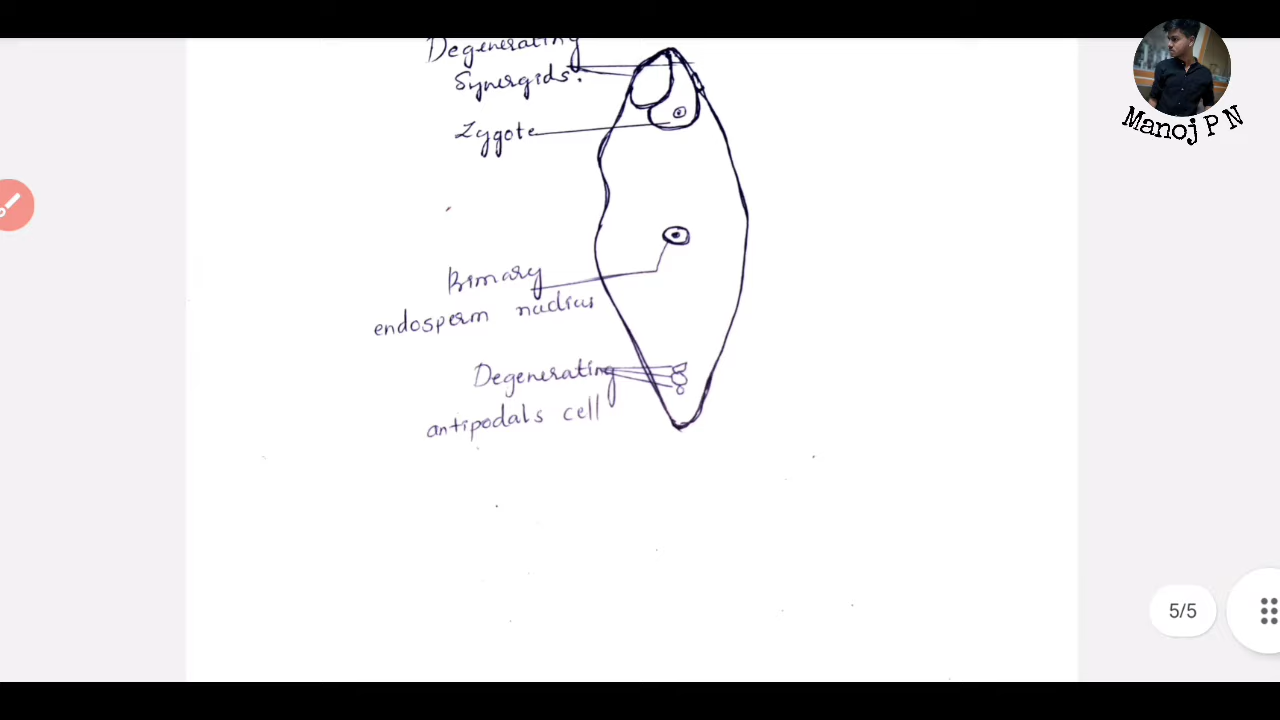 Degenerating
Synergids.
Zygote
Primary
endosperm nucleus
Degenerating
antipodals cell
Manoj P N
5/5